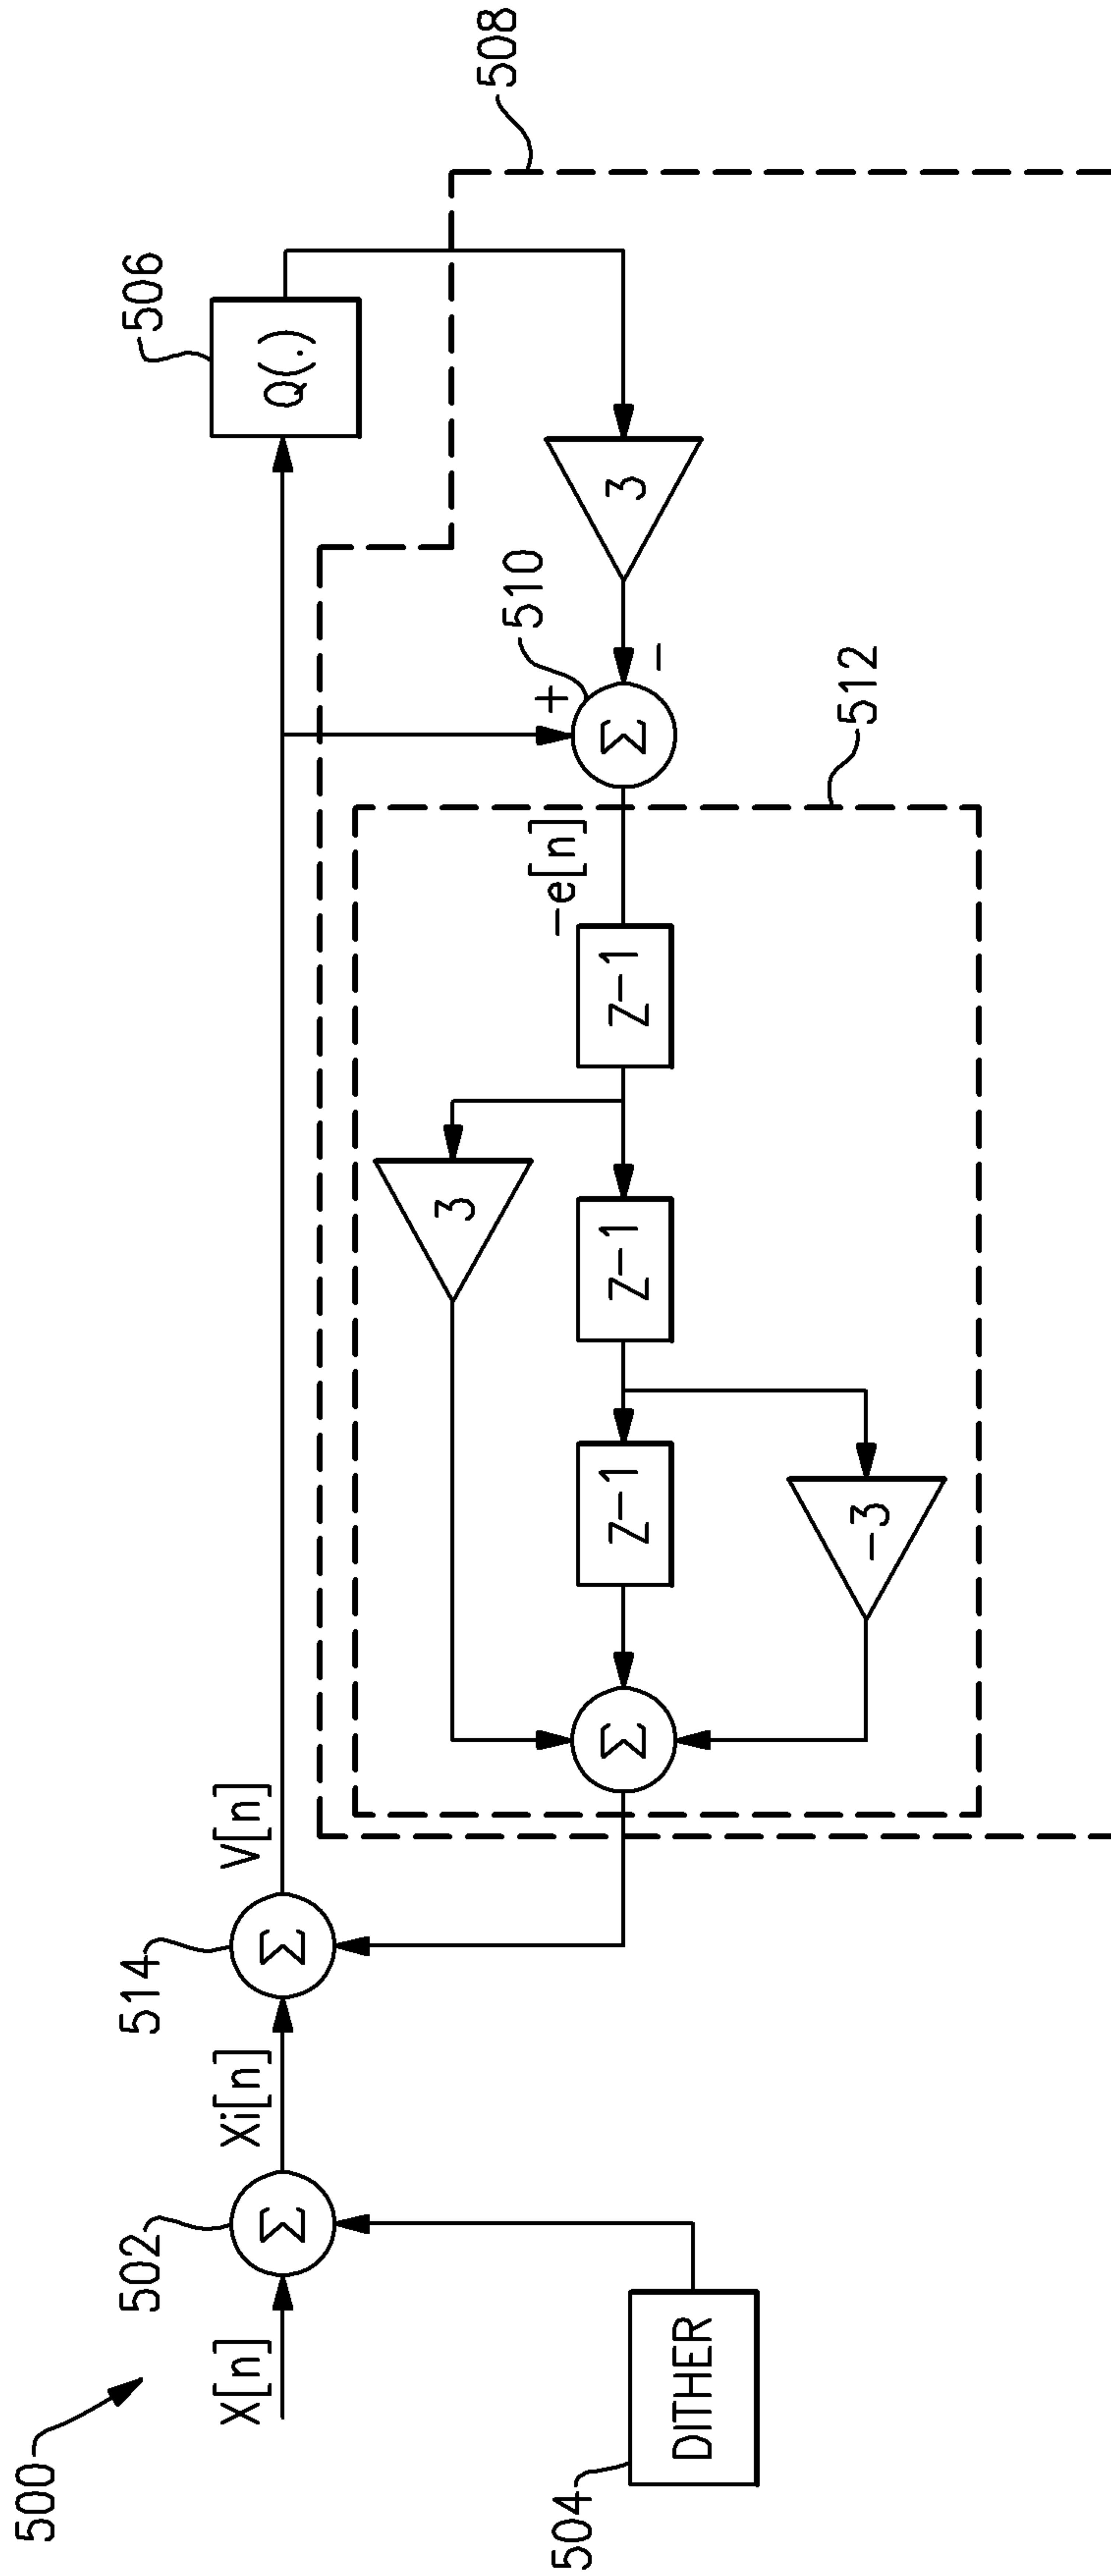 500
X[n]
502
Σ
Xi[n]
514
Σ
V[n]
506
Q(.)
504
DITHER
508
510
+
-
Σ
3
512
-e[n]
Z-1
3
Z-1
Z-1
-3
Σ